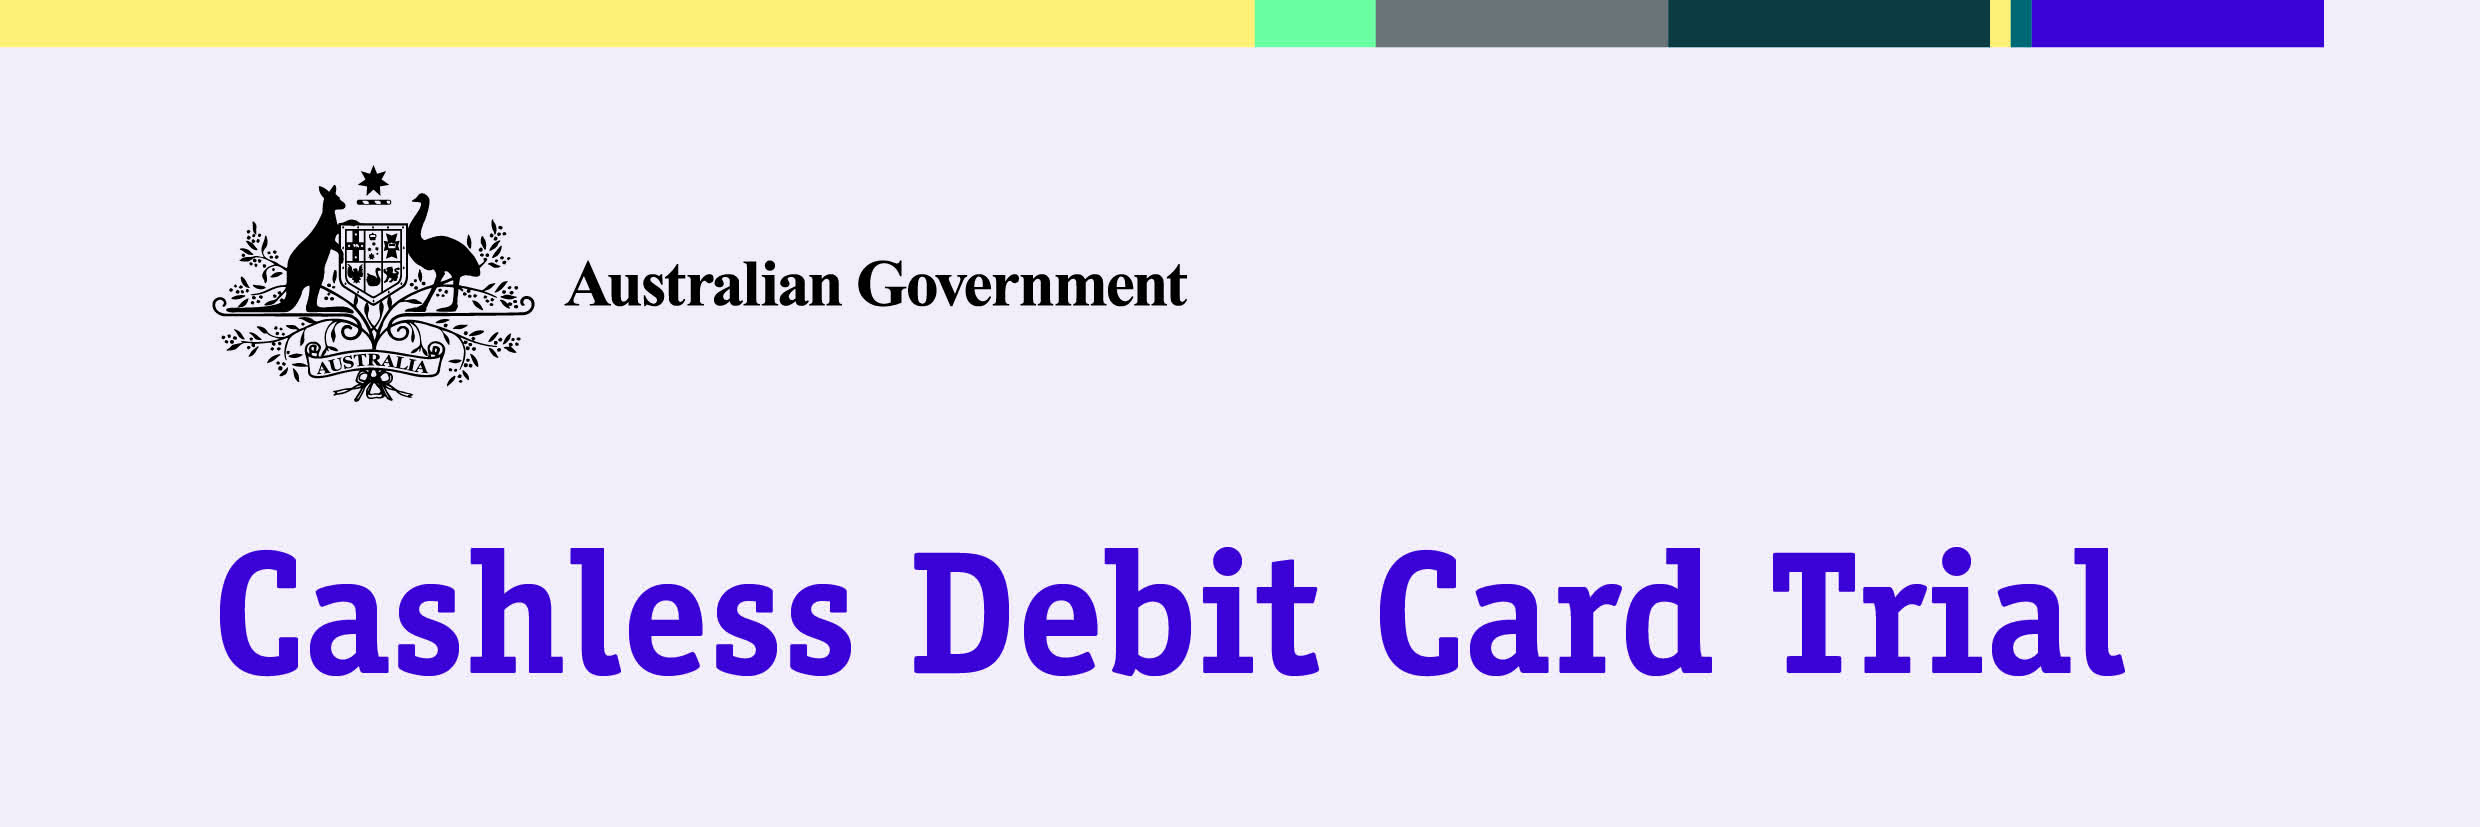 Australian Government
AUSTRALIA
Cashless Debit Card Trial